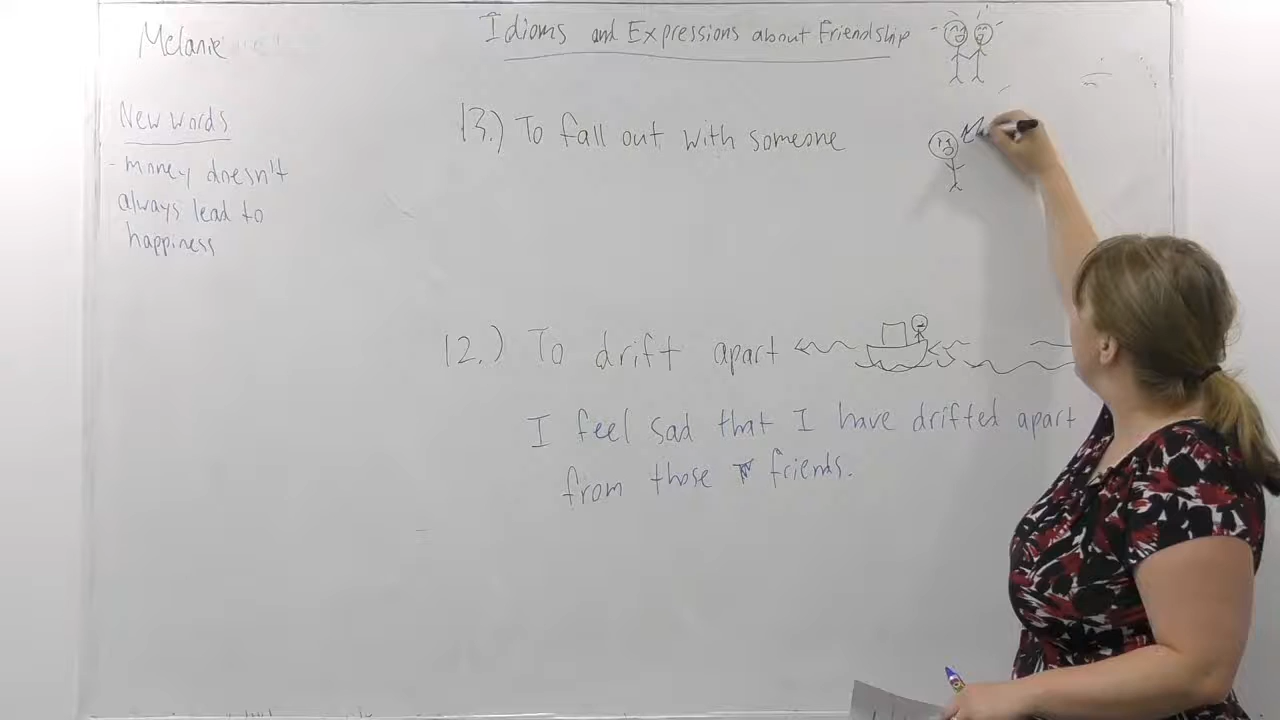 Melanie
Idioms and Expressions about Friendship
New words
- money doesn't
always lead to
happiness
13.) To fall out with someone
12.) To drift apart
I feel sad that I have drifted apart
from those friends.